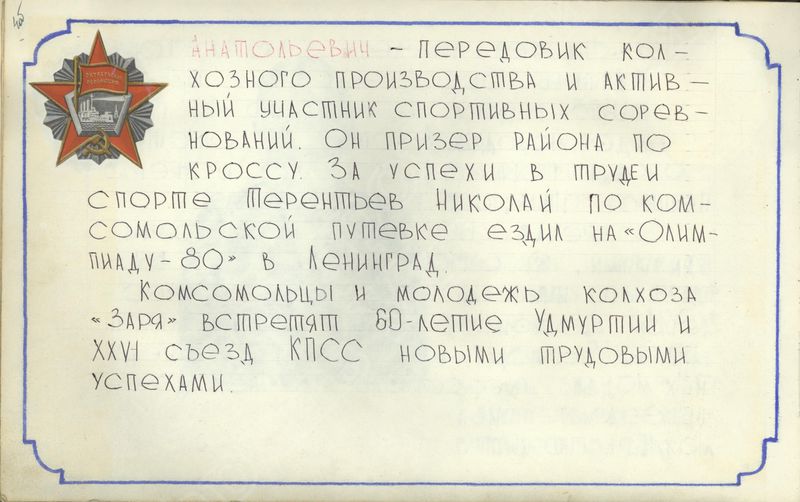 Анатольевич – передовик кол-
хозного производства и актив-
ный участник спортивных сорев-
нований. Он призер района по
кроссу. За успехи в труде и
спорте Терентьев Николай по ком-
сомольской путевке ездил на «Олим-
пиаду-80» в Ленинград.
Комсомольцы и молодежь колхоза
«Заря» встретят 60-летие Удмуртии и
XXVI съезд КПСС новыми трудовыми
успехами.